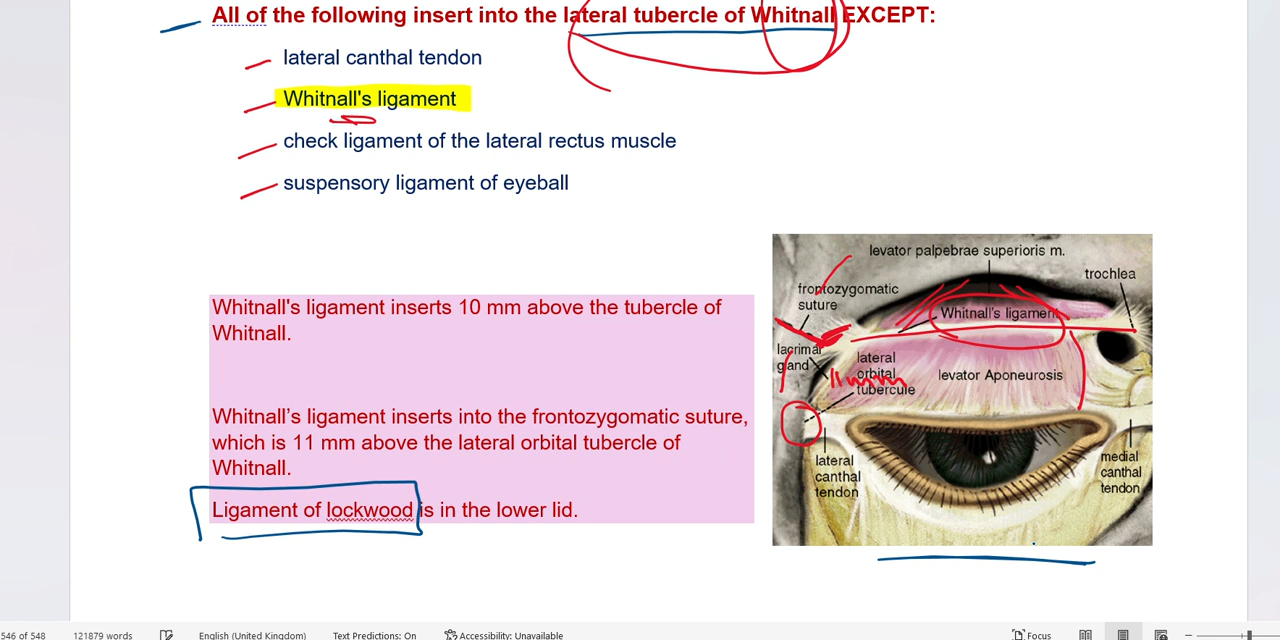 All of the following insert into the lateral tubercle of Whitnall EXCEPT:
lateral canthal tendon
Whitnall's ligament
check ligament of the lateral rectus muscle
suspensory ligament of eyeball
Whitnall's ligament inserts 10 mm above the tubercle of
Whitnall.
Whitnall’s ligament inserts into the frontozygomatic suture,
which is 11 mm above the lateral orbital tubercle of
Whitnall.
Ligament of lockwood is in the lower lid.
levator palpebrae superioris m.
trochlea
frontozygomatic
suture
Whitnall's ligament
lacrimal
gland
lateral
orbital
tubercule
levator Aponeurosis
lateral
canthal
tendon
medial
canthal
tendon
546 of 548
121879 words
English (United Kingdom)
Text Predictions: On
Accessibility: Unavailable
Focus